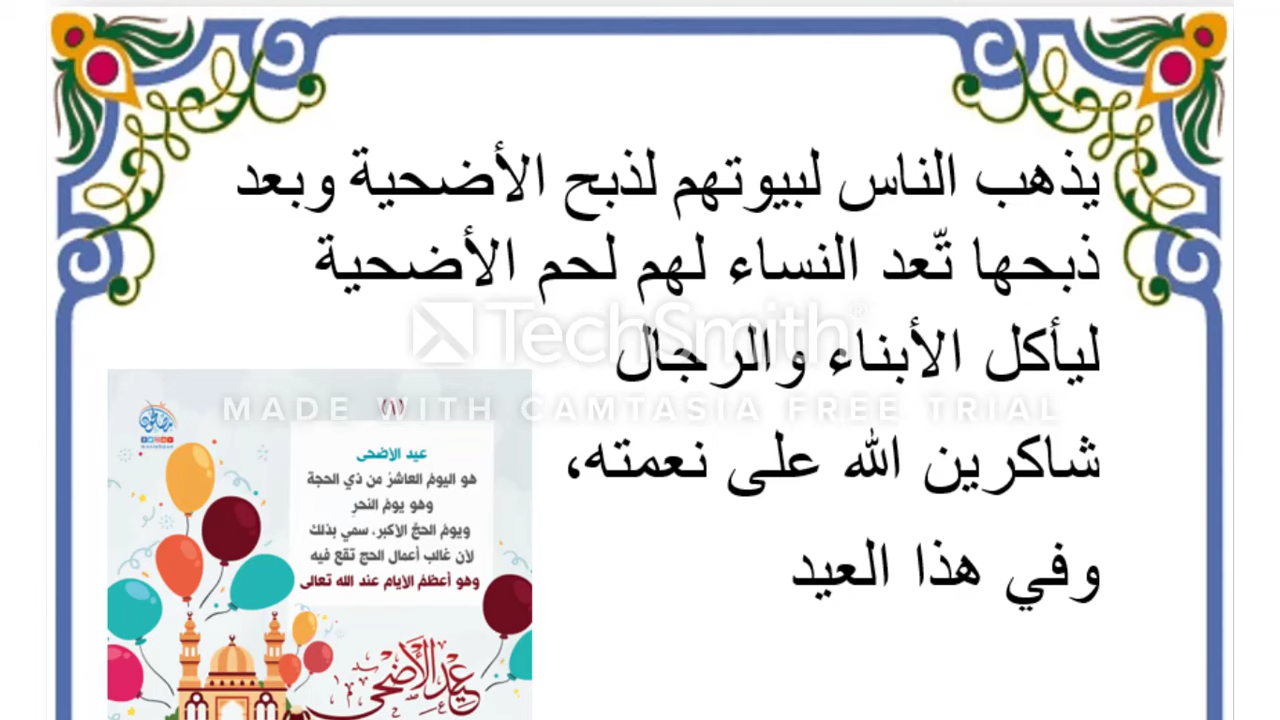 يذهب الناس لبيوتهم لذبح الأضحية وبعد
ذبحها تّعد النساء لهم لحم الأضحية
ليأكل الأبناء والرجال
شاكرين الله على نعمته،
وفي هذا العيد
TechSmith®
MADE WITH CAMTASIA FREE TRIAL
(١)
عيد الأضحى
هو اليومُ العاشرُ من ذي الحجة
وهو يومُ النحرِ
ويومُ الحجِّ الأكبر، سمي بذلك
لأن غالب أعمال الحج تقع فيه
وهو أعظمُ الأيام عند الله تعالى
عيد الأضحى